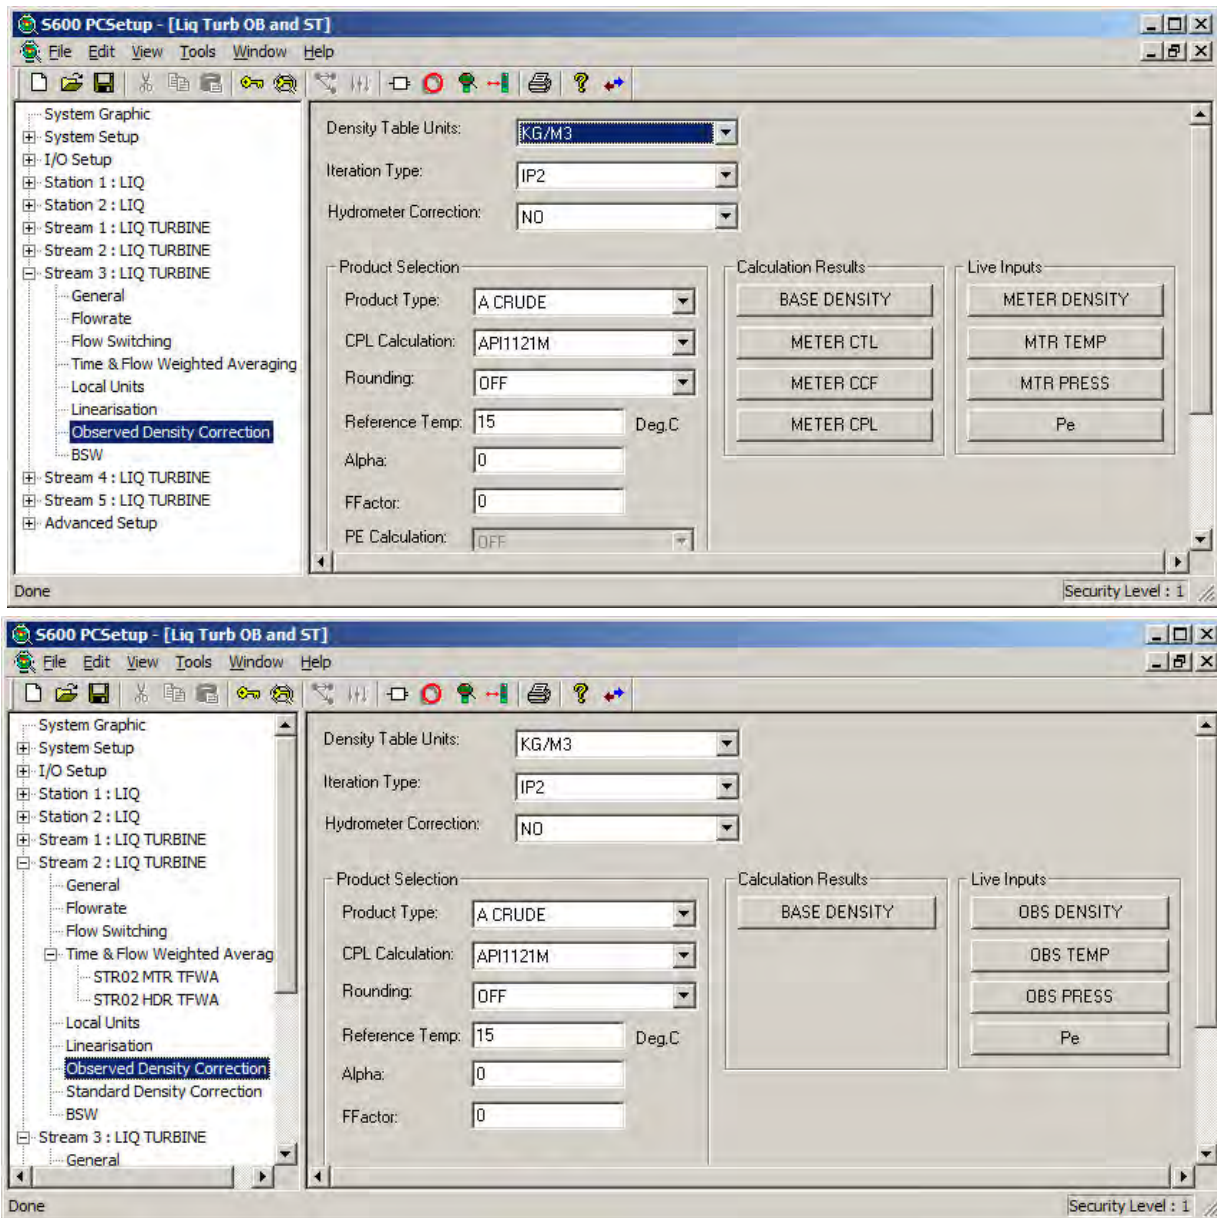 S600 PCSetup - [Liq Turb OB and ST]
File Edit View Tools Window Help
System Graphic
System Setup
I/O Setup
Station 1 : LIQ
Station 2 : LIQ
Stream 1 : LIQ TURBINE
Stream 2 : LIQ TURBINE
Stream 3 : LIQ TURBINE
General
Flowrate
Flow Switching
Time & Flow Weighted Averaging
Local Units
Linearisation
Observed Density Correction
BSW
Stream 4 : LIQ TURBINE
Stream 5 : LIQ TURBINE
Advanced Setup
Density Table Units: KG/M3
Iteration Type: IP2
Hydrometer Correction: NO
Product Selection
Product Type: A CRUDE
CPL Calculation: API1121M
Rounding: OFF
Reference Temp: 15 Deg.C
Alpha: 0
FFactor: 0
PE Calculation: OFF
Calculation Results
BASE DENSITY
METER CTL
METER CCF
METER CPL
Live Inputs
METER DENSITY
MTR TEMP
MTR PRESS
Pe
Done
Security Level : 1
S600 PCSetup - [Liq Turb OB and ST]
File Edit View Tools Window Help
System Graphic
System Setup
I/O Setup
Station 1 : LIQ
Station 2 : LIQ
Stream 1 : LIQ TURBINE
Stream 2 : LIQ TURBINE
General
Flowrate
Flow Switching
Time & Flow Weighted Averag
STR02 MTR TFWA
STR02 HDR TFWA
Local Units
Linearisation
Observed Density Correction
Standard Density Correction
BSW
Stream 3 : LIQ TURBINE
General
Density Table Units: KG/M3
Iteration Type: IP2
Hydrometer Correction: NO
Product Selection
Product Type: A CRUDE
CPL Calculation: API1121M
Rounding: OFF
Reference Temp: 15 Deg.C
Alpha: 0
FFactor: 0
Calculation Results
BASE DENSITY
Live Inputs
OBS DENSITY
OBS TEMP
OBS PRESS
Pe
Done
Security Level : 1